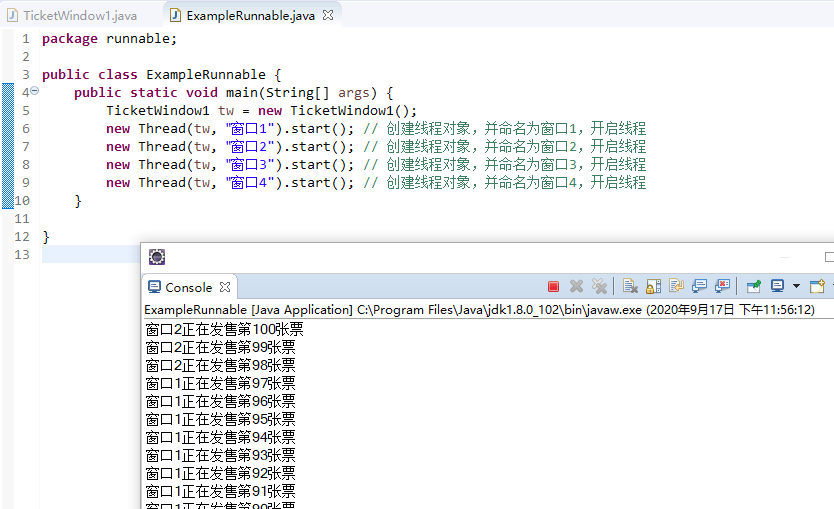 TicketWindow1.java
ExampleRunnable.java
1 package runnable;
2
3 public class ExampleRunnable {
4 public static void main(String[] args) {
5 TicketWindow1 tw = new TicketWindow1();
6 new Thread(tw, "窗口1").start(); // 创建线程对象，并命名为窗口1，开启线程
7 new Thread(tw, "窗口2").start(); // 创建线程对象，并命名为窗口2，开启线程
8 new Thread(tw, "窗口3").start(); // 创建线程对象，并命名为窗口3，开启线程
9 new Thread(tw, "窗口4").start(); // 创建线程对象，并命名为窗口4，开启线程
10 }
11
12 }
13
Console
ExampleRunnable [Java Application] C:\Program Files\Java\jdk1.8.0_102\bin\javaw.exe (2020年9月17日 下午11:56:12)
窗口2正在发售第100张票
窗口2正在发售第99张票
窗口2正在发售第98张票
窗口1正在发售第97张票
窗口1正在发售第96张票
窗口1正在发售第95张票
窗口1正在发售第94张票
窗口1正在发售第93张票
窗口1正在发售第92张票
窗口1正在发售第91张票
窗口1正在发售第90张票